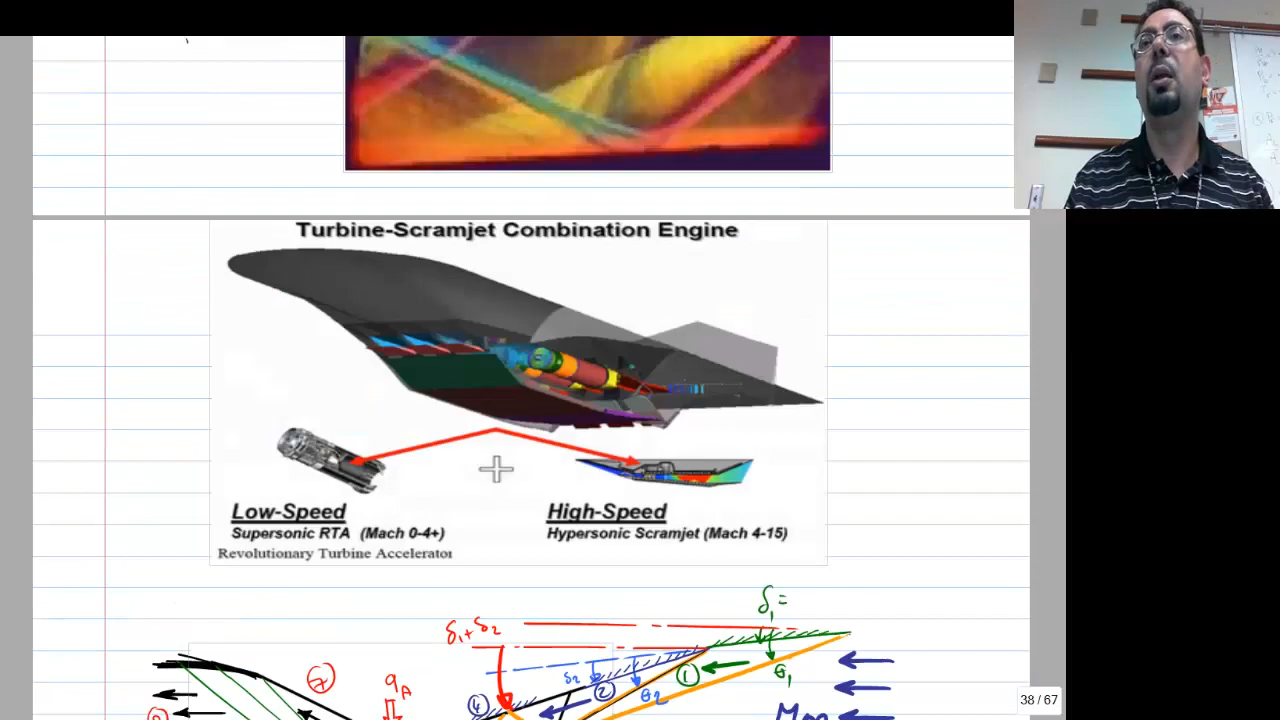 Turbine-Scramjet Combination Engine
Low-Speed
Supersonic RTA (Mach 0-4+)
Revolutionary Turbine Accelerator
High-Speed
Hypersonic Scramjet (Mach 4-15)
δ₁=
δ₁+δ₂
① θ₁
δ₂ ② θ₂
④
qA
38 / 67